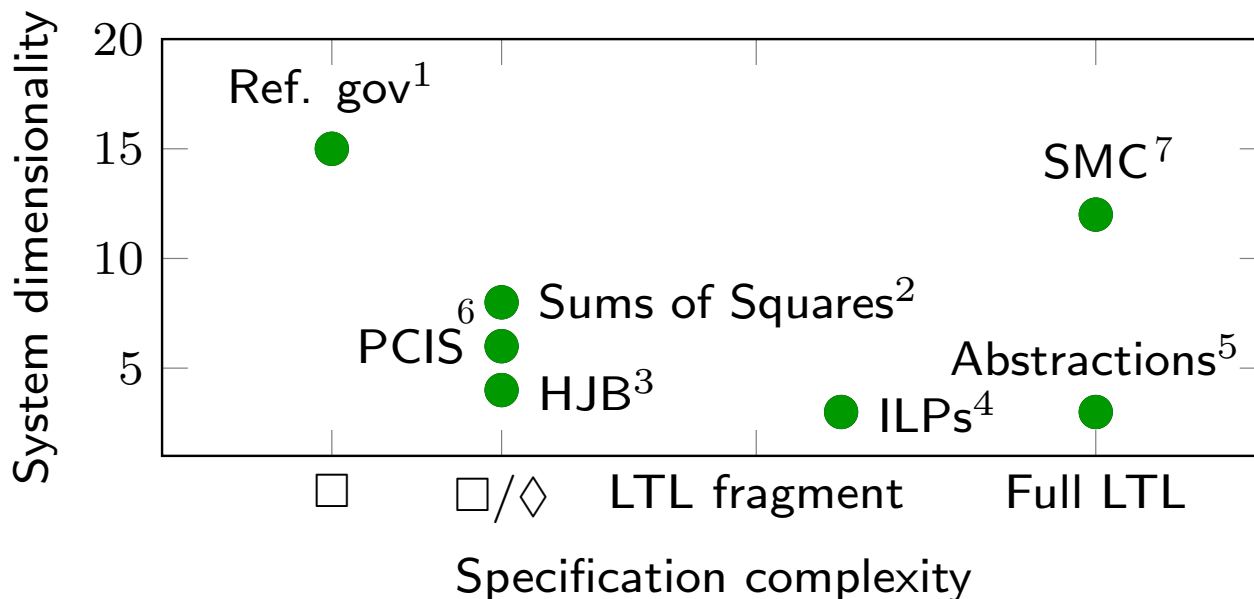 System dimensionality
20
15
10
5
Ref. gov¹
SMC⁷
Sums of Squares²
PCIS⁶
HJB³
Abstractions⁵
ILPs⁴
□
□/◇
LTL fragment
Full LTL
Specification complexity